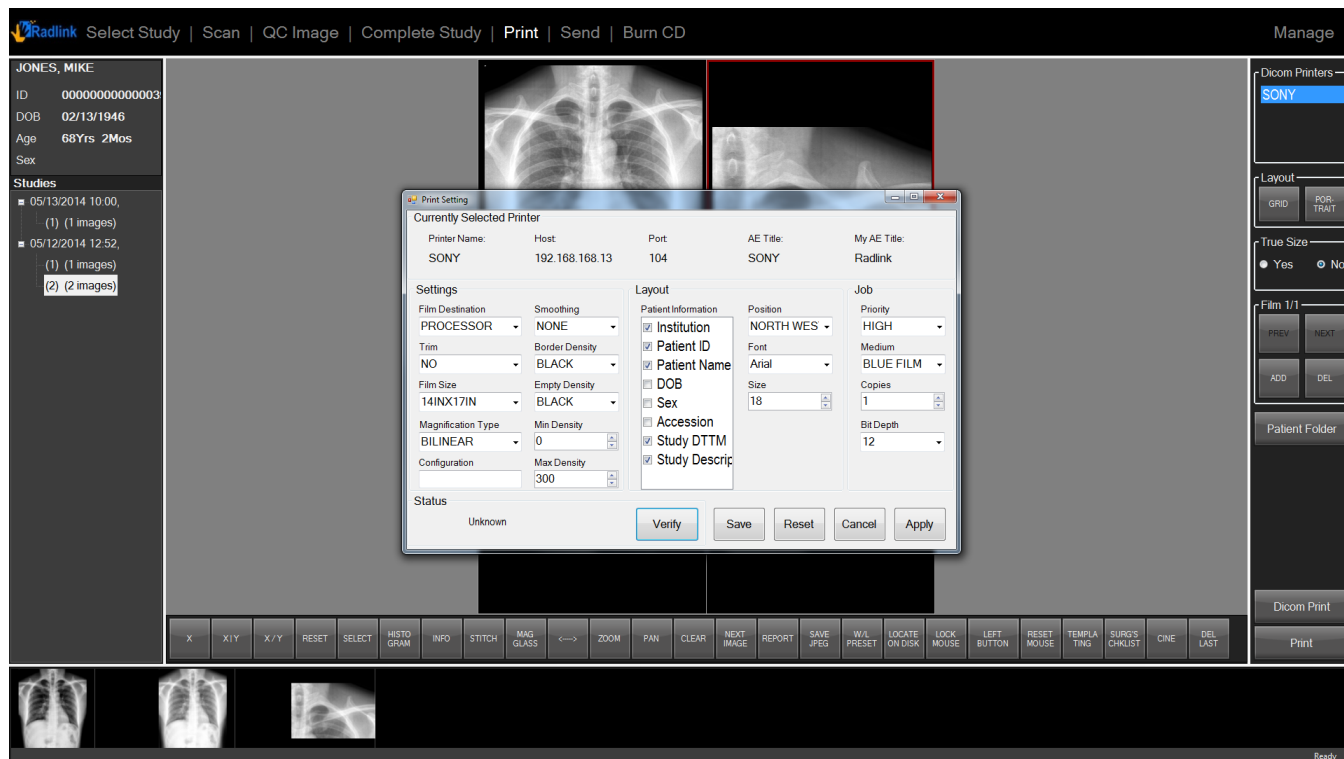 Radlink Select Study | Scan | QC Image | Complete Study | Print | Send | Burn CD Manage
JONES, MIKE
ID 00000000000003
DOB 02/13/1946
Age 68Yrs 2Mos
Sex
Studies
05/13/2014 10:00,
(1) (1 images)
05/12/2014 12:52,
(1) (1 images)
(2) (2 images)
Print Setting
Currently Selected Printer
Printer Name: Host: Port: AE Title: My AE Title:
SONY 192.168.168.13 104 SONY Radlink
Settings
Film Destination
PROCESSOR
Trim
NO
Film Size
14INX17IN
Magnification Type
BILINEAR
Configuration
Smoothing
NONE
Border Density
BLACK
Empty Density
BLACK
Min Density
0
Max Density
300
Layout
Patient Information
Institution
Patient ID
Patient Name
DOB
Sex
Accession
Study DTTM
Study Descrip
Position
NORTH WES
Font
Arial
Size
18
Job
Priority
HIGH
Medium
BLUE FILM
Copies
1
Bit Depth
12
Status
Unknown
Verify Save Reset Cancel Apply
Dicom Printers
SONY
Layout
GRID
POR-
TRAIT
True Size
Yes No
Film 1/1
PREV NEXT
ADD DEL
Patient Folder
Dicom Print
Print
X
X|Y
X/Y
RESET
SELECT
HISTO
GRAM
INFO
STITCH
MAG
GLASS
<--->
ZOOM
PAN
CLEAR
NEXT
IMAGE
REPORT
SAVE
JPEG
W/L
PRESET
LOCATE
ON DISK
LOCK
MOUSE
LEFT
BUTTON
RESET
MOUSE
TEMPLA
TING
SURG'S
CHKLIST
CINE
DEL
LAST
Ready